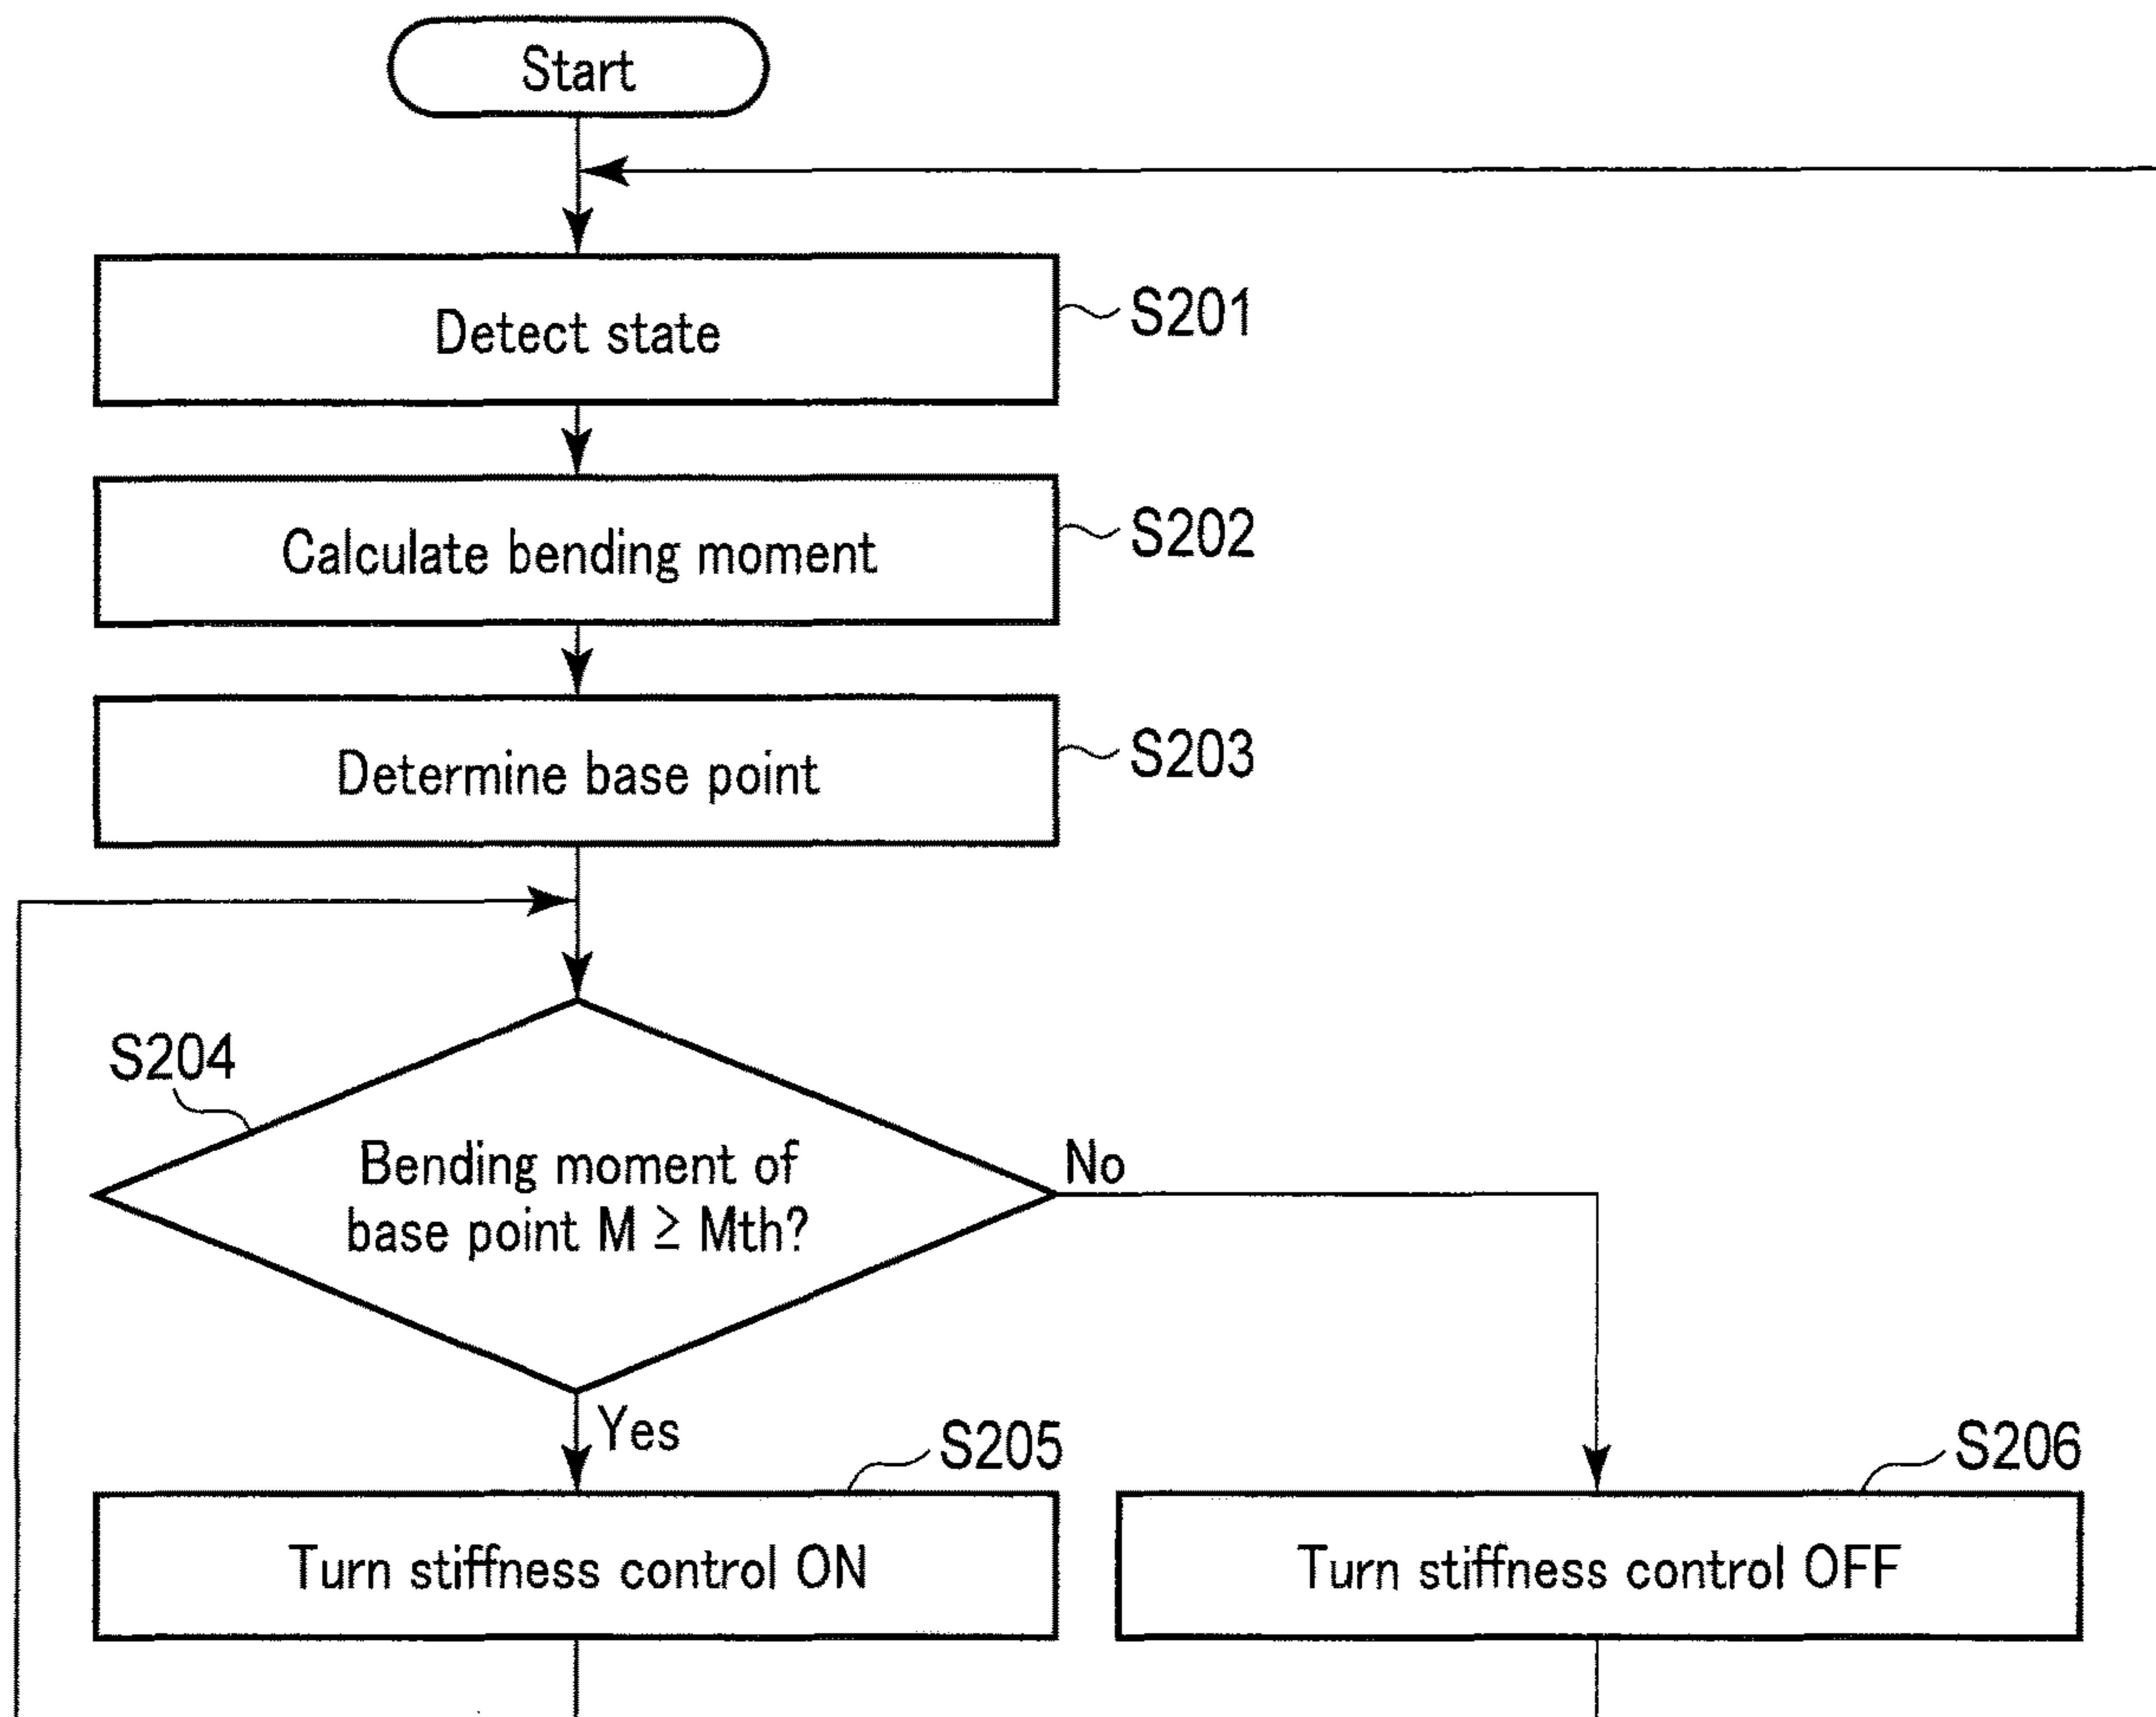 Start
Detect state
S201
Calculate bending moment
S202
Determine base point
S203
S204
Bending moment of
base point M ≥ Mth?
No
Yes
S205
Turn stiffness control ON
S206
Turn stiffness control OFF